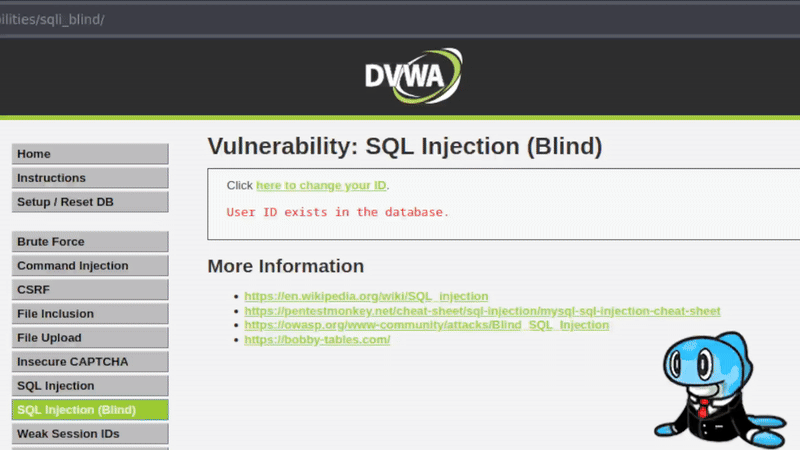 ilities/sqli_blind/
DVWA
Vulnerability: SQL Injection (Blind)
Home
Instructions
Setup / Reset DB
Click here to change your ID.
User ID exists in the database.
Brute Force
Command Injection
CSRF
File Inclusion
File Upload
Insecure CAPTCHA
SQL Injection
SQL Injection (Blind)
Weak Session IDs
More Information
https://en.wikipedia.org/wiki/SQL_injection
https://pentestmonkey.net/cheat-sheet/sql-injection/mysql-sql-injection-cheat-sheet
https://owasp.org/www-community/attacks/Blind_SQL_Injection
https://bobby-tables.com/